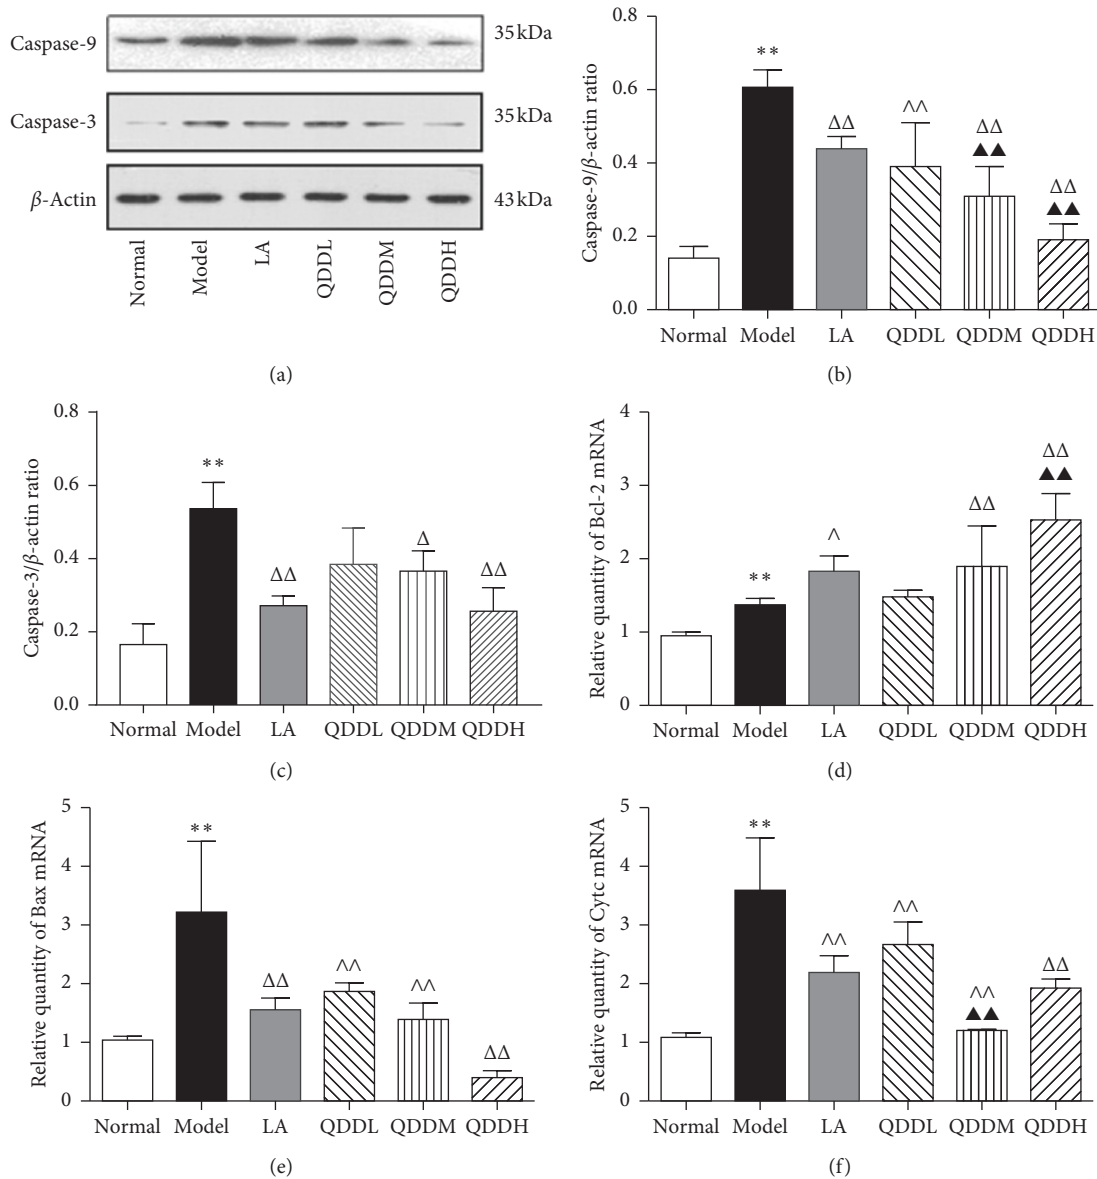 Caspase-9
35 kDa
Caspase-3
35 kDa
β-Actin
43 kDa
Normal
Model
LA
QDDL
QDDM
QDDH
(a)
Caspase-9/β-actin ratio
0.8
0.6
0.4
0.2
0.0
**
ΔΔ
^^
ΔΔ
▲▲
ΔΔ
▲▲
Normal Model LA QDDL QDDM QDDH
(b)
Caspase-3/β-actin ratio
0.8
0.6
0.4
0.2
0.0
**
ΔΔ
Δ
ΔΔ
Normal Model LA QDDL QDDM QDDH
(c)
Relative quantity of Bcl-2 mRNA
4
3
2
1
0
**
^
ΔΔ
ΔΔ
▲▲
Normal Model LA QDDL QDDM QDDH
(d)
Relative quantity of Bax mRNA
5
4
3
2
1
0
**
ΔΔ
^^
^^
ΔΔ
Normal Model LA QDDL QDDM QDDH
(e)
Relative quantity of Cytc mRNA
5
4
3
2
1
0
**
^^
^^
^^
▲▲
ΔΔ
Normal Model LA QDDL QDDM QDDH
(f)